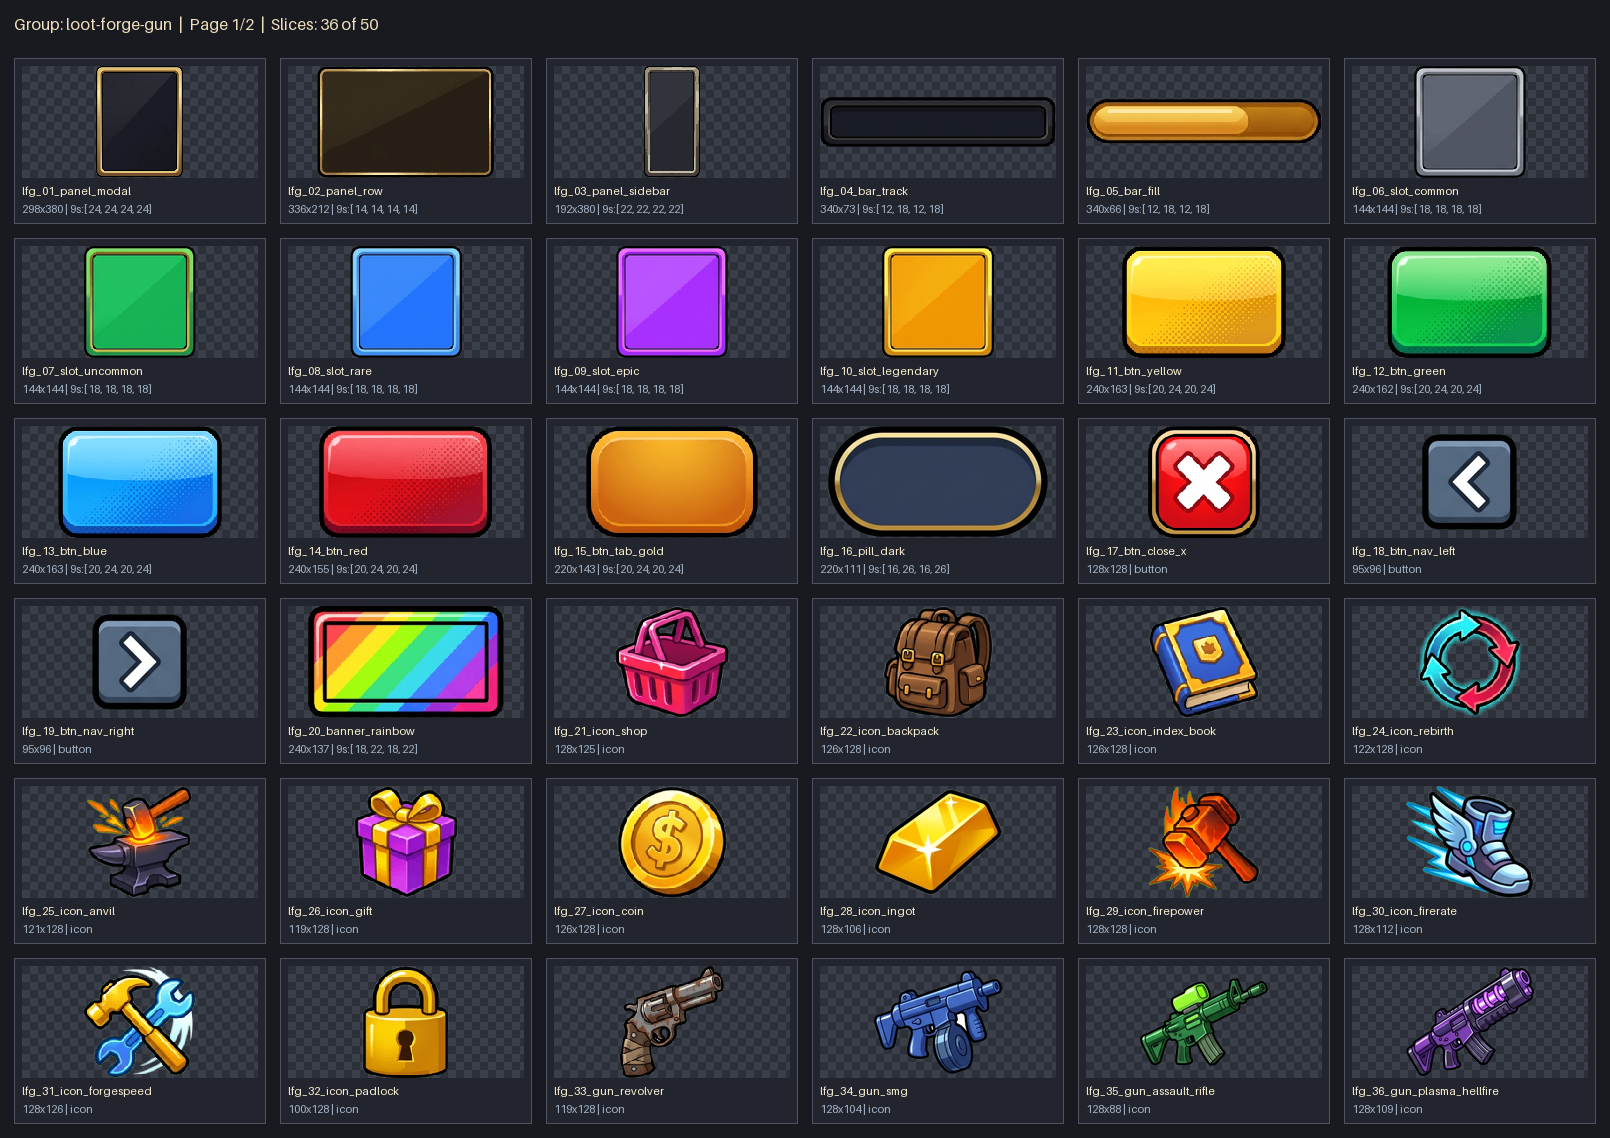 Group: loot-forge-gun | Page 1/2 | Slices: 36 of 50
lfg_01_panel_modal
298x380 | 9s:[24, 24, 24, 24]
lfg_02_panel_row
336x212 | 9s:[14, 14, 14, 14]
lfg_03_panel_sidebar
192x380 | 9s:[22, 22, 22, 22]
lfg_04_bar_track
340x73 | 9s:[12, 18, 12, 18]
lfg_05_bar_fill
340x66 | 9s:[12, 18, 12, 18]
lfg_06_slot_common
144x144 | 9s:[18, 18, 18, 18]
lfg_07_slot_uncommon
144x144 | 9s:[18, 18, 18, 18]
lfg_08_slot_rare
144x144 | 9s:[18, 18, 18, 18]
lfg_09_slot_epic
144x144 | 9s:[18, 18, 18, 18]
lfg_10_slot_legendary
144x144 | 9s:[18, 18, 18, 18]
lfg_11_btn_yellow
240x163 | 9s:[20, 24, 20, 24]
lfg_12_btn_green
240x162 | 9s:[20, 24, 20, 24]
lfg_13_btn_blue
240x163 | 9s:[20, 24, 20, 24]
lfg_14_btn_red
240x155 | 9s:[20, 24, 20, 24]
lfg_15_btn_tab_gold
220x143 | 9s:[20, 24, 20, 24]
lfg_16_pill_dark
220x111 | 9s:[16, 26, 16, 26]
lfg_17_btn_close_x
128x128 | button
lfg_18_btn_nav_left
95x96 | button
lfg_19_btn_nav_right
95x96 | button
lfg_20_banner_rainbow
240x137 | 9s:[18, 22, 18, 22]
lfg_21_icon_shop
128x125 | icon
lfg_22_icon_backpack
126x128 | icon
lfg_23_icon_index_book
126x128 | icon
lfg_24_icon_rebirth
122x128 | icon
lfg_25_icon_anvil
121x128 | icon
lfg_26_icon_gift
119x128 | icon
$
lfg_27_icon_coin
126x128 | icon
lfg_28_icon_ingot
128x106 | icon
lfg_29_icon_firepower
128x128 | icon
lfg_30_icon_firerate
128x112 | icon
lfg_31_icon_forgespeed
128x126 | icon
lfg_32_icon_padlock
100x128 | icon
lfg_33_gun_revolver
119x128 | icon
lfg_34_gun_smg
128x104 | icon
lfg_35_gun_assault_rifle
128x88 | icon
lfg_36_gun_plasma_hellfire
128x109 | icon